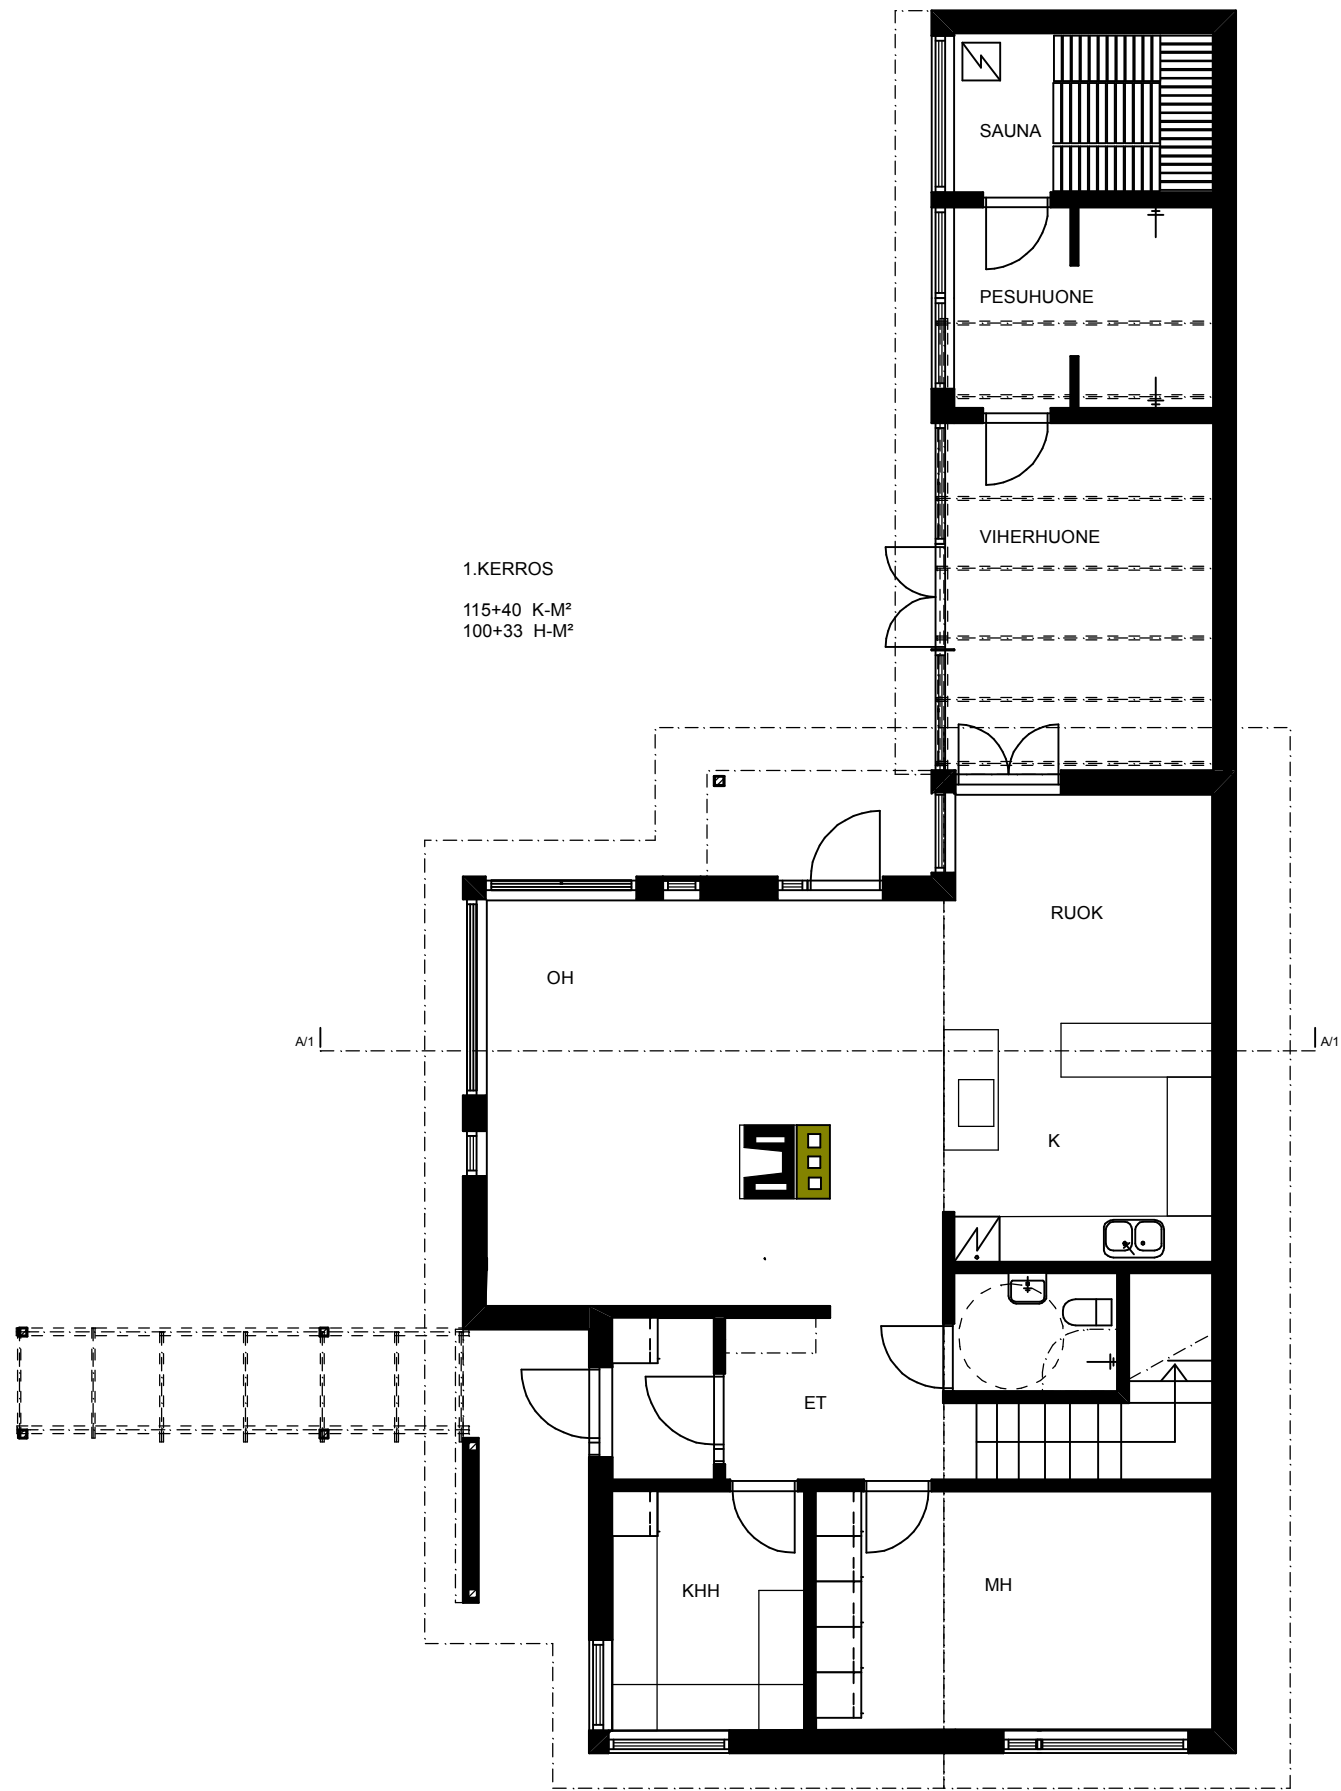 SAUNA
PESUHUONE
VIHERHUONE
1.KERROS
115+40 K-M²
100+33 H-M²
RUOK
OH
A/1
A/1
K
ET
KHH
MH